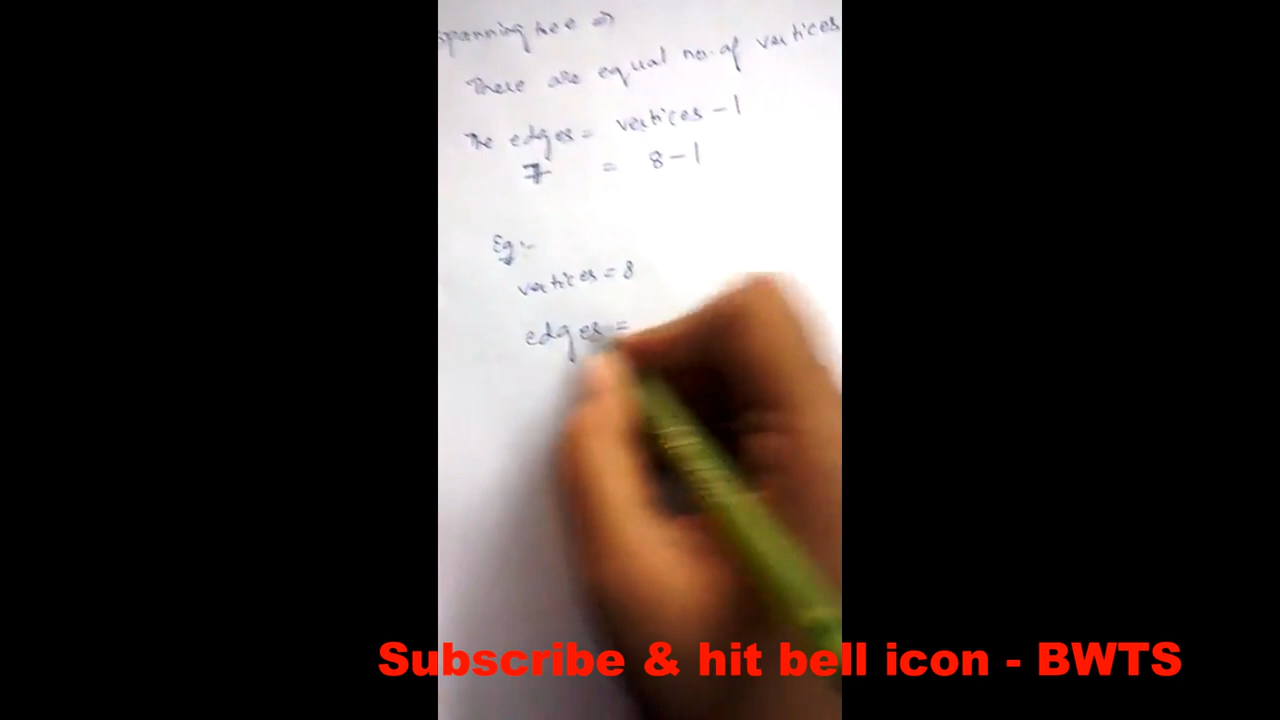 spanning tree ⇒
There are equal no. of vertices
The edges = vertices - 1
7 = 8 - 1
Eg:-
vertices = 8
edges =
Subscribe & hit bell icon - BWTS